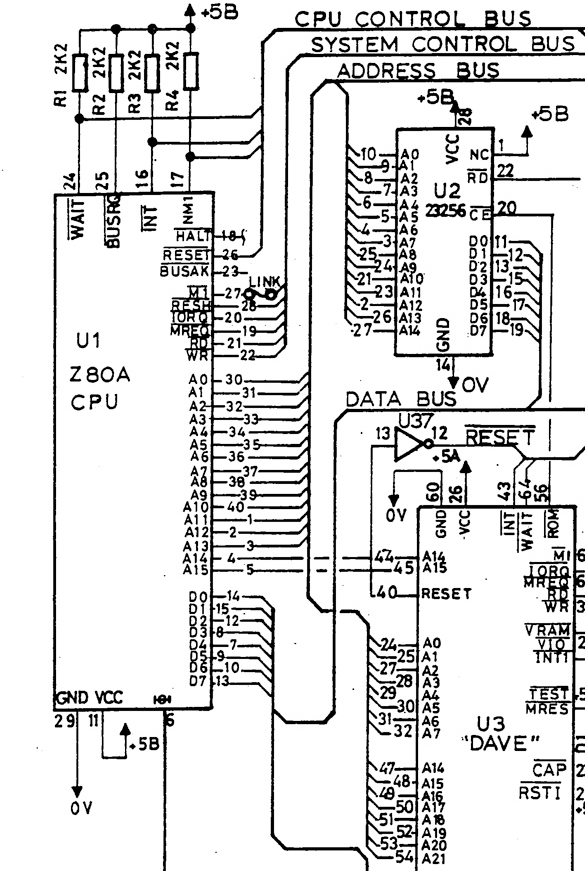 +5B
CPU CONTROL BUS
SYSTEM CONTROL BUS
ADDRESS BUS
2K2 2K2 2K2 2K2
R1 R2 R3 R4
+5B
+5B
28
VCC
24 25 16 17
WAIT BUSRQ INT NM1
HALT 18
RESET 26
BUSAK 23
M1 27 LINK
RESH 28
IORQ 20
MREQ 19
RD 21
WR 22
U1
Z80A
CPU
A0 30
A1 31
A2 32
A3 33
A4 34
A5 35
A6 36
A7 37
A8 38
A9 39
A10 40
A11 1
A12 2
A13 3
A14 4
A15 5
D0 14
D1 15
D2 12
D3 8
D4 7
D5 9
D6 10
D7 13
GND VCC
29 11 6
+5B
0V
U2
23256
10 A0
9 A1
8 A2
7 A3
6 A4
5 A5
4 A6
3 A7
25 A8
24 A9
21 A10
23 A11
2 A12
26 A13
27 A14
NC 1
RD 22
CE 20
D0 11
D1 12
D2 13
D3 15
D4 16
D5 17
D6 18
D7 19
GND
14
0V
DATA BUS
U37
13 12
RESET
+5A
0V
60 26 43 64 56
GND VCC INT WAIT ROM
44 A14
45 A15
40 RESET
24 A0
25 A1
27 A2
28 A3
29 A4
30 A5
31 A6
32 A7
47 A14
48 A15
49 A16
50 A17
51 A18
52 A19
53 A20
54 A21
U3
"DAVE"
M1 6
IORQ
MREQ 6
RD
WR 3
VRAM
VIO 2
INT1
TEST +5
MRES
CAP 2
RSTI 2